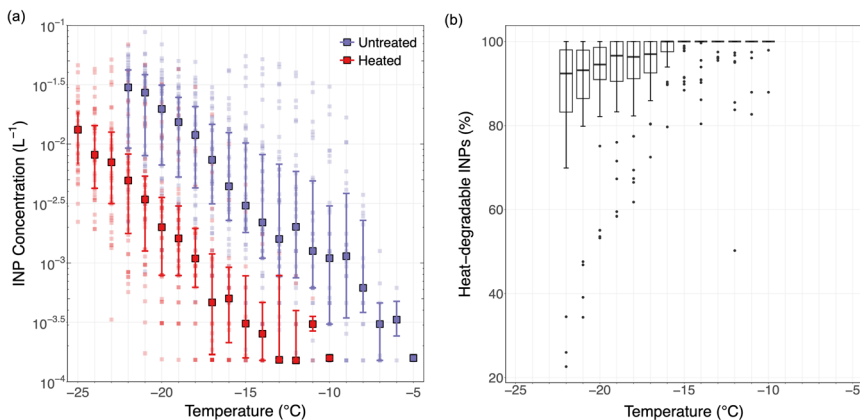 (a)
Untreated
Heated
10⁻¹
10⁻¹·⁵
10⁻²
10⁻²·⁵
10⁻³
10⁻³·⁵
10⁻⁴
INP Concentration (L⁻¹)
−25 −20 −15 −10 −5
Temperature (°C)
(b)
100
80
60
40
20
Heat−degradable INPs (%)
−25 −20 −15 −10 −5
Temperature (°C)